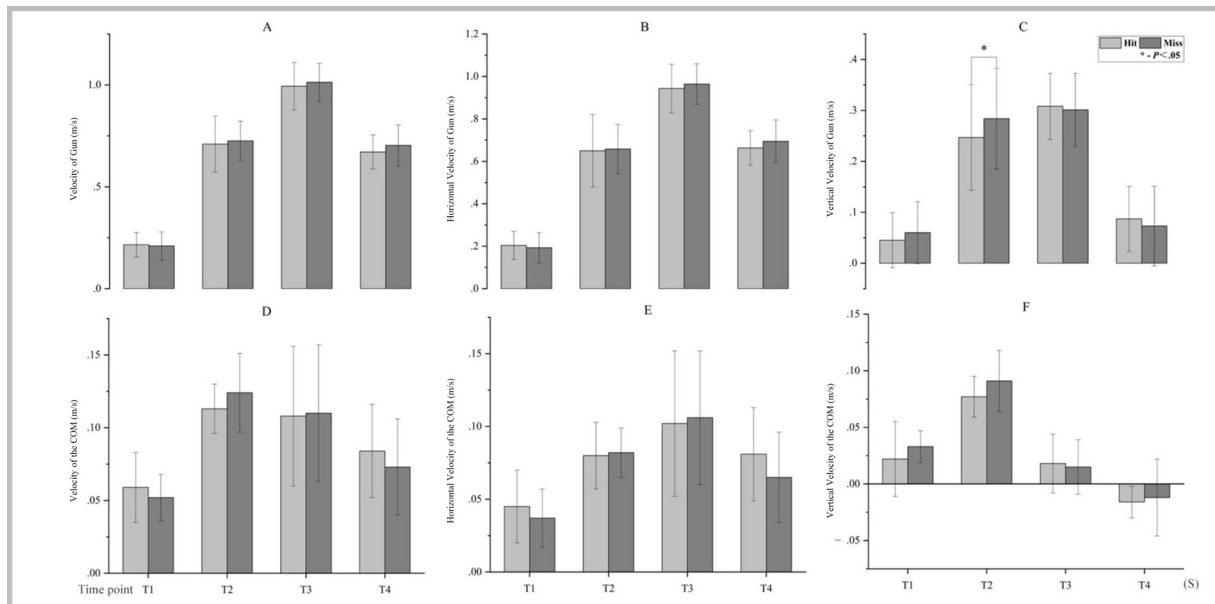 A
B
C
Hit Miss
* - P<.05
*
Velocity of Gun (m/s)
1.0
.5
.0
Horizontal Velocity of Gun (m/s)
1.2
1.0
.8
.6
.4
.2
.0
Vertical Velocity of Gun (m/s)
.4
.3
.2
.1
.0
D
E
F
Velocity of the COM (m/s)
.15
.10
.05
.00
Horizontal Velocity of the COM (m/s)
.15
.10
.05
.00
Vertical Velocity of the COM (m/s)
.15
.10
0.05
0.00
– .05
Time point T1 T2 T3 T4
T1 T2 T3 T4
T1 T2 T3 T4 (S)